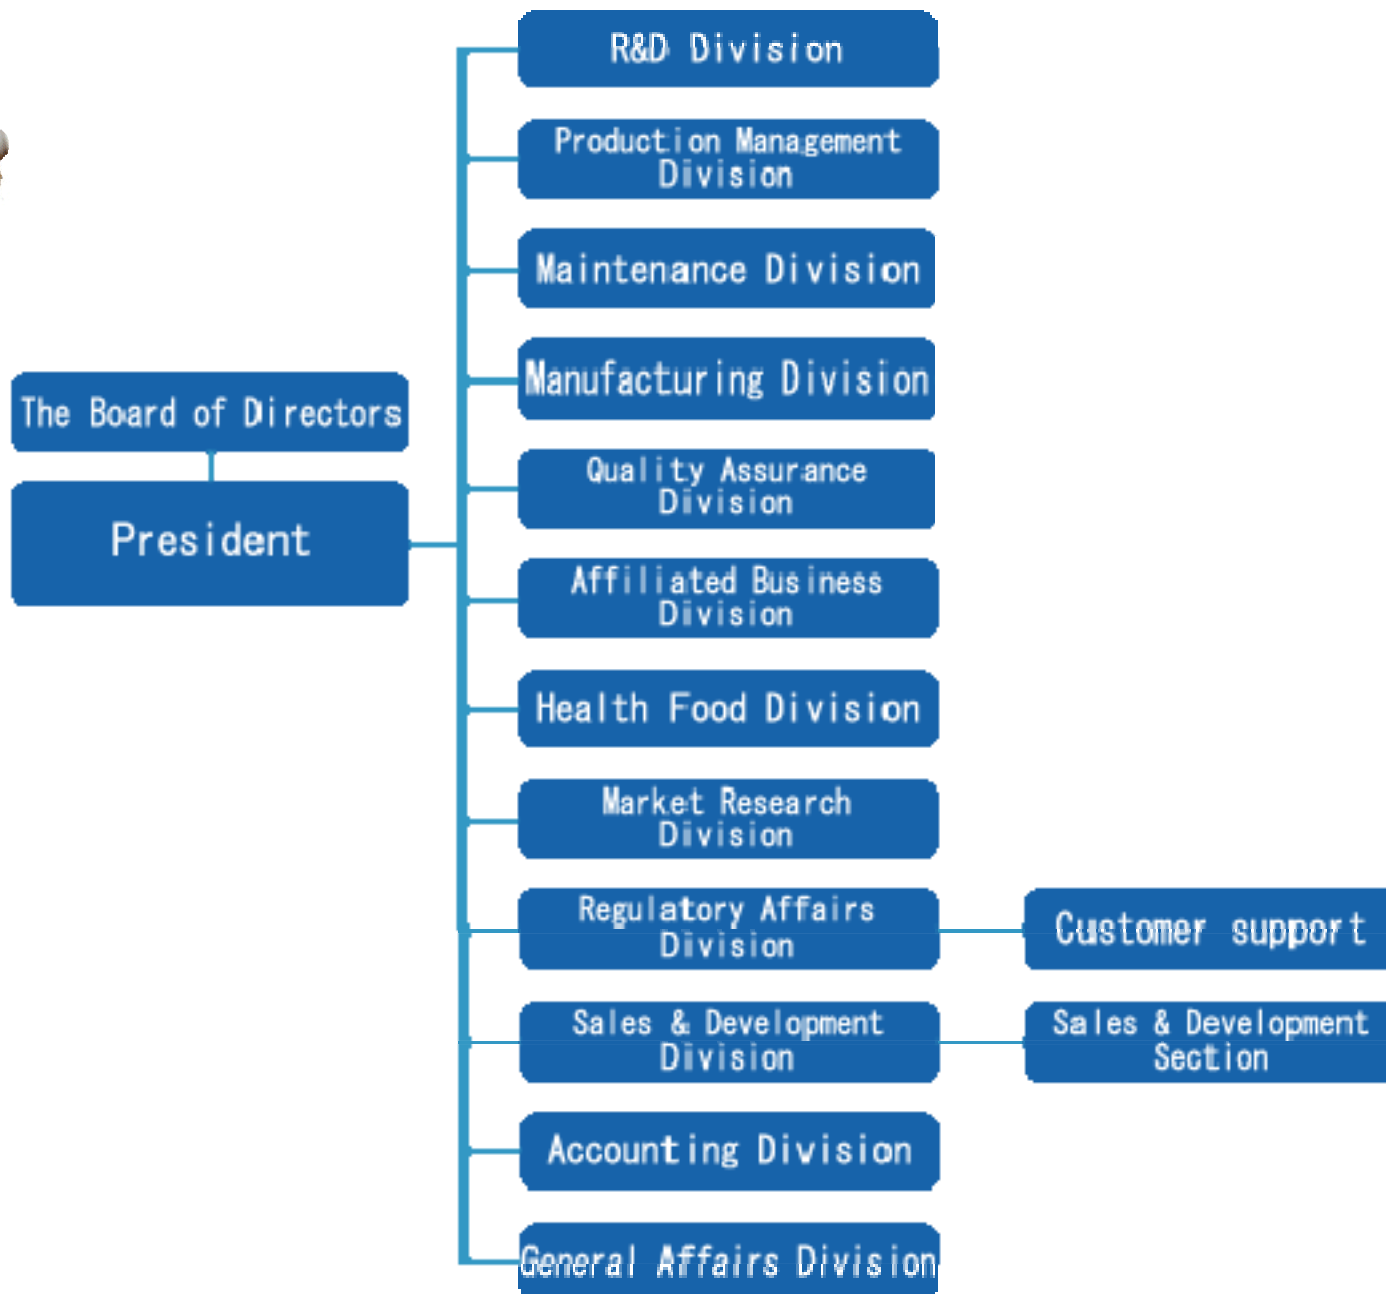 R&D Division
Production Management
Division
Maintenance Division
Manufacturing Division
The Board of Directors
Quality Assurance
Division
President
Affiliated Business
Division
Health Food Division
Market Research
Division
Regulatory Affairs
Division
Customer support
Sales & Development
Division
Sales & Development
Section
Accounting Division
General Affairs Division